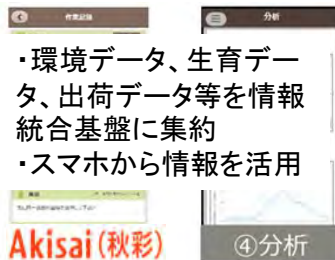 作業記録
分析
・環境データ、生育デー
タ、出荷データ等を情報
統合基盤に集約
・スマホから情報を活用
Akisai(秋彩)
④分析